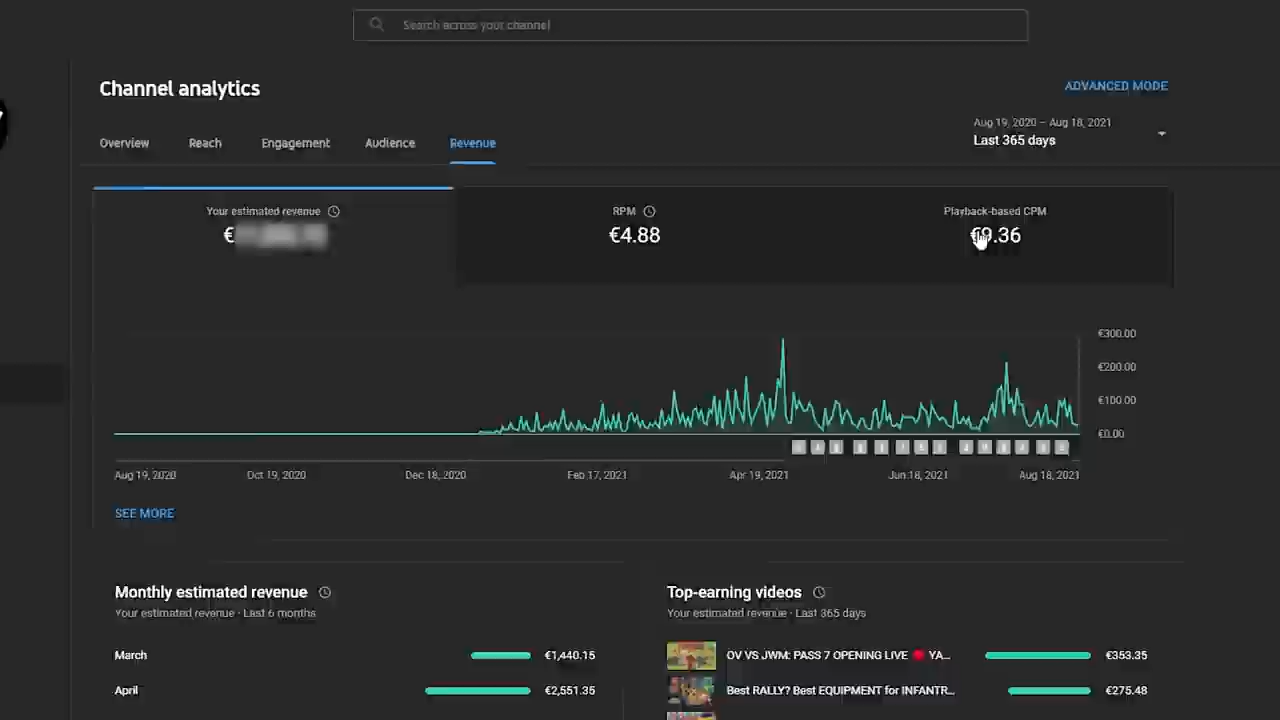 Search across your channel
Channel analytics
ADVANCED MODE
Aug 19, 2020 – Aug 18, 2021
Last 365 days
Overview
Reach
Engagement
Audience
Revenue
Your estimated revenue
€
RPM
€4.88
Playback-based CPM
€9.36
€300.00
€200.00
€100.00
€0.00
Aug 19, 2020
Oct 19, 2020
Dec 18, 2020
Feb 17, 2021
Apr 19, 2021
Jun 18, 2021
Aug 18, 2021
SEE MORE
Monthly estimated revenue
Your estimated revenue · Last 6 months
March
€1,440.15
April
€2,551.35
Top-earning videos
Your estimated revenue · Last 365 days
OV VS JWM: PASS 7 OPENING LIVE 🔴 YA...
€353.35
Best RALLY? Best EQUIPMENT for INFANTR...
€275.48